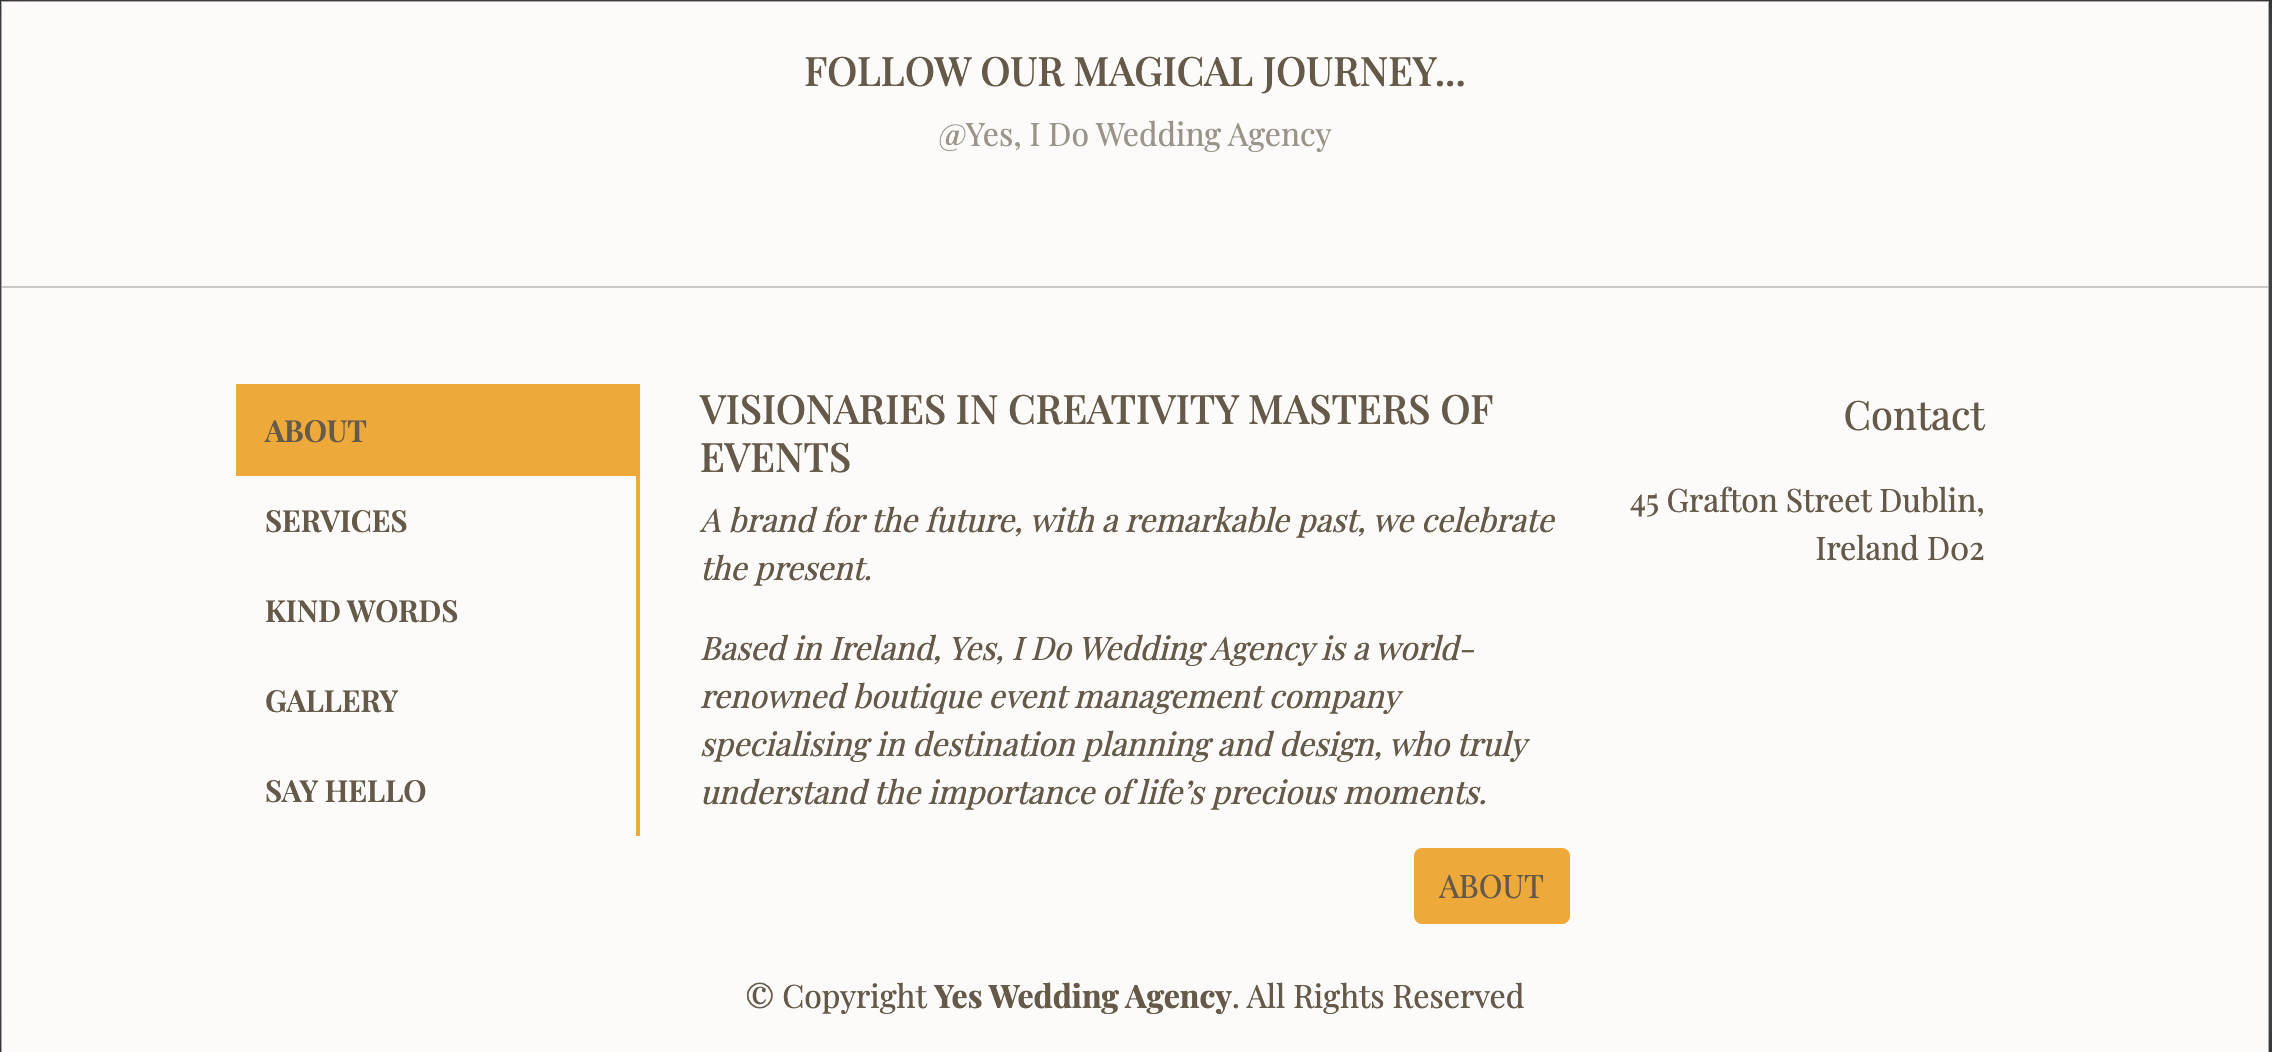 FOLLOW OUR MAGICAL JOURNEY...
@Yes, I Do Wedding Agency
ABOUT
SERVICES
KIND WORDS
GALLERY
SAY HELLO
VISIONARIES IN CREATIVITY MASTERS OF
EVENTS
A brand for the future, with a remarkable past, we celebrate
the present.
Based in Ireland, Yes, I Do Wedding Agency is a world-
renowned boutique event management company
specialising in destination planning and design, who truly
understand the importance of life’s precious moments.
ABOUT
Contact
45 Grafton Street Dublin,
Ireland D02
© Copyright Yes Wedding Agency. All Rights Reserved